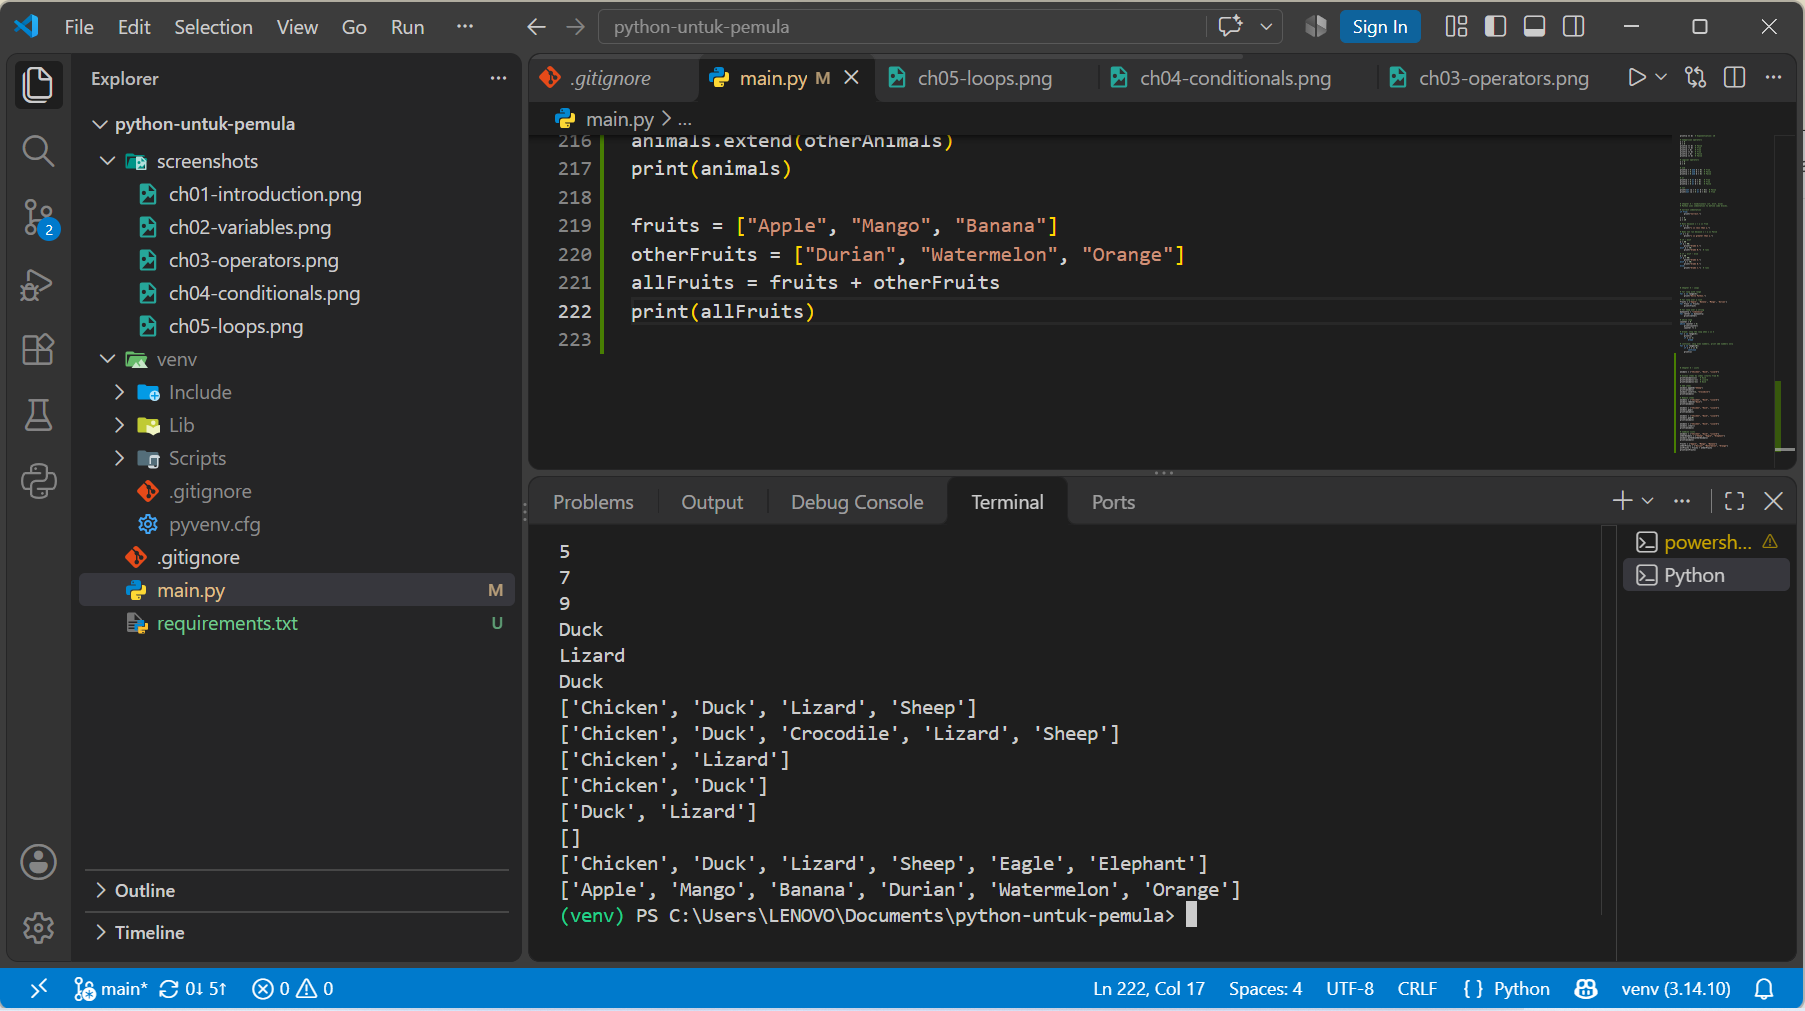 File Edit Selection View Go Run ···
python-untuk-pemula
Sign In
Explorer
python-untuk-pemula
screenshots
ch01-introduction.png
ch02-variables.png
ch03-operators.png
ch04-conditionals.png
ch05-loops.png
venv
Include
Lib
Scripts
.gitignore
pyvenv.cfg
.gitignore
main.py M
requirements.txt U
Outline
Timeline
2
.gitignore main.py M ch05-loops.png ch04-conditionals.png ch03-operators.png
main.py > ...
216 animals.extend(otherAnimals)
217 print(animals)
218
219 fruits = ["Apple", "Mango", "Banana"]
220 otherFruits = ["Durian", "Watermelon", "Orange"]
221 allFruits = fruits + otherFruits
222 print(allFruits)
223
Problems Output Debug Console Terminal Ports
5
7
9
Duck
Lizard
Duck
['Chicken', 'Duck', 'Lizard', 'Sheep']
['Chicken', 'Duck', 'Crocodile', 'Lizard', 'Sheep']
['Chicken', 'Lizard']
['Chicken', 'Duck']
['Duck', 'Lizard']
[]
['Chicken', 'Duck', 'Lizard', 'Sheep', 'Eagle', 'Elephant']
['Apple', 'Mango', 'Banana', 'Durian', 'Watermelon', 'Orange']
(venv) PS C:\Users\LENOVO\Documents\python-untuk-pemula>
powersh...
Python
main* 0↓ 5↑ 0 0
Ln 222, Col 17 Spaces: 4 UTF-8 CRLF { } Python venv (3.14.10)